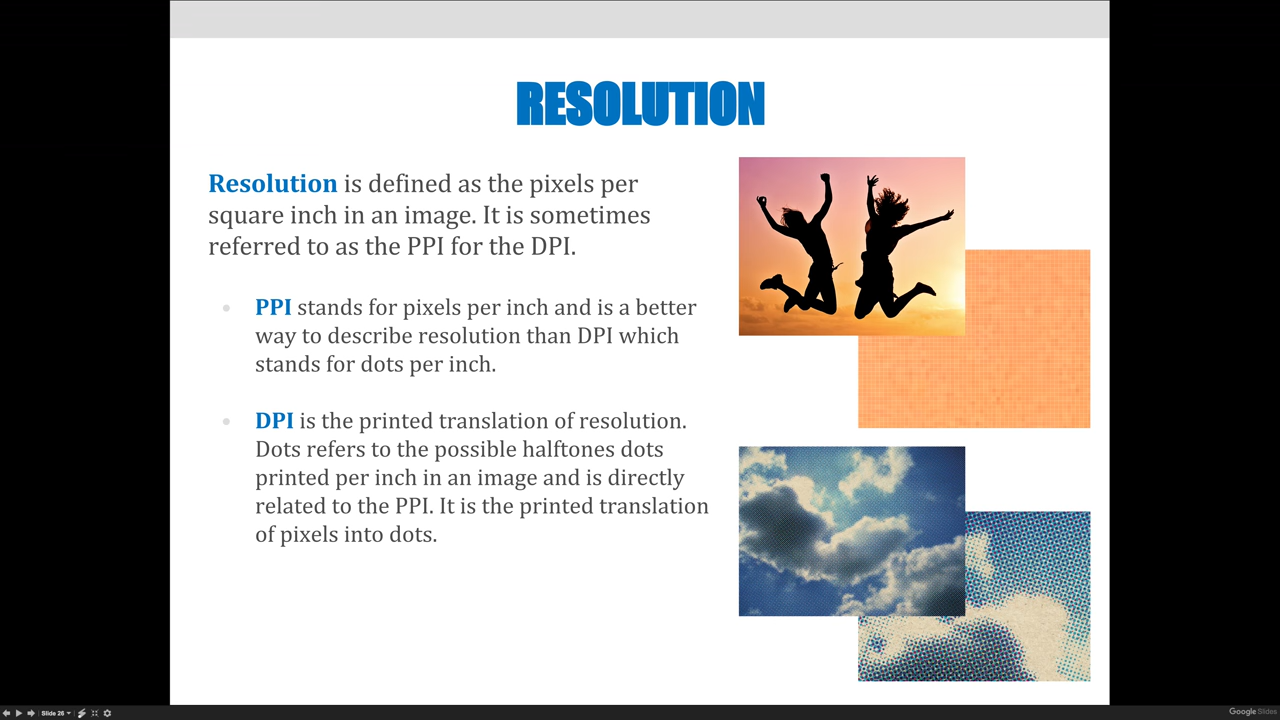 RESOLUTION
Resolution is defined as the pixels per
square inch in an image. It is sometimes
referred to as the PPI for the DPI.
PPI stands for pixels per inch and is a better
way to describe resolution than DPI which
stands for dots per inch.
DPI is the printed translation of resolution.
Dots refers to the possible halftones dots
printed per inch in an image and is directly
related to the PPI. It is the printed translation
of pixels into dots.
Slide 26
Google Slides